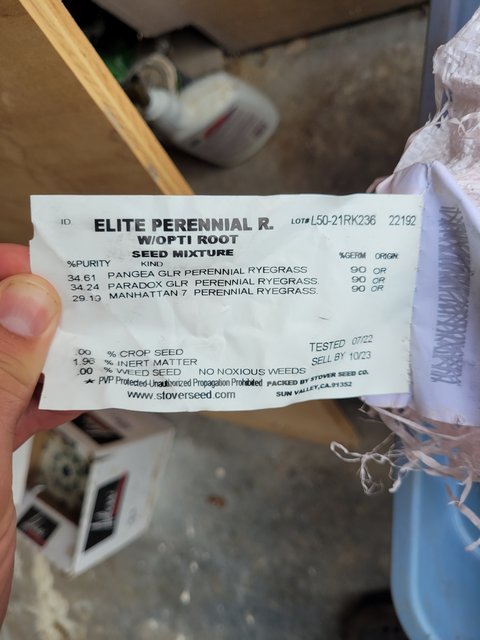 ID. ELITE PERENNIAL R. LOT# L50-21RK236 22192
W/OPTI ROOT
SEED MIXTURE
%PURITY KIND %GERM ORIGIN
34.61 PANGEA GLR PERENNIAL RYEGRASS 90 OR
34.24 PARADOX GLR PERENNIAL RYEGRASS. 90 OR
29.19 MANHATTAN 7 PERENNIAL RYEGRASS. 90 OR
.00 % CROP SEED
1.96 % INERT MATTER
.00 % WEED SEED NO NOXIOUS WEEDS
TESTED 07/22
SELL BY 10/23
* PVP Protected-Unauthorized Propagation Prohibited PACKED BY STOVER SEED CO.
www.stoverseed.com SUN VALLEY,CA.91352